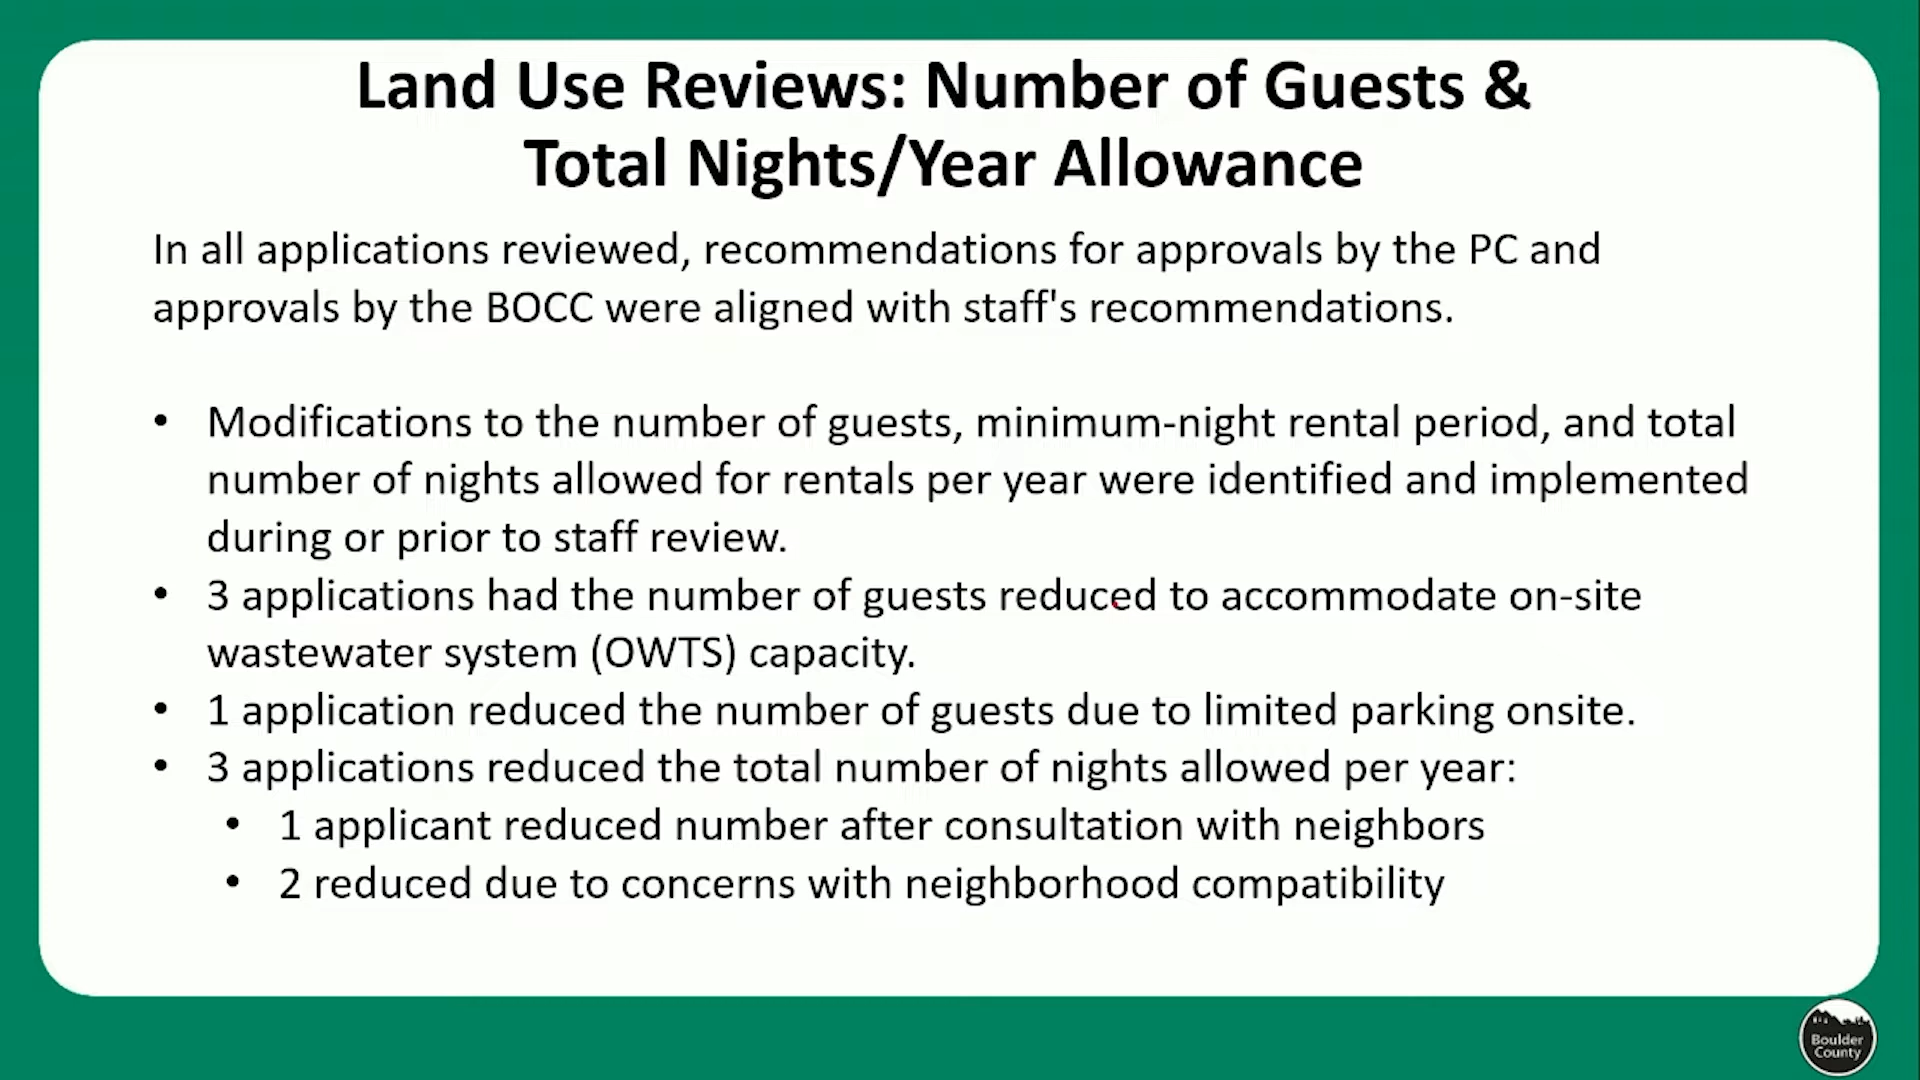 Land Use Reviews: Number of Guests &
Total Nights/Year Allowance
In all applications reviewed, recommendations for approvals by the PC and
approvals by the BOCC were aligned with staff's recommendations.
• Modifications to the number of guests, minimum-night rental period, and total
number of nights allowed for rentals per year were identified and implemented
during or prior to staff review.
• 3 applications had the number of guests reduced to accommodate on-site
wastewater system (OWTS) capacity.
• 1 application reduced the number of guests due to limited parking onsite.
• 3 applications reduced the total number of nights allowed per year:
• 1 applicant reduced number after consultation with neighbors
• 2 reduced due to concerns with neighborhood compatibility
Boulder
County